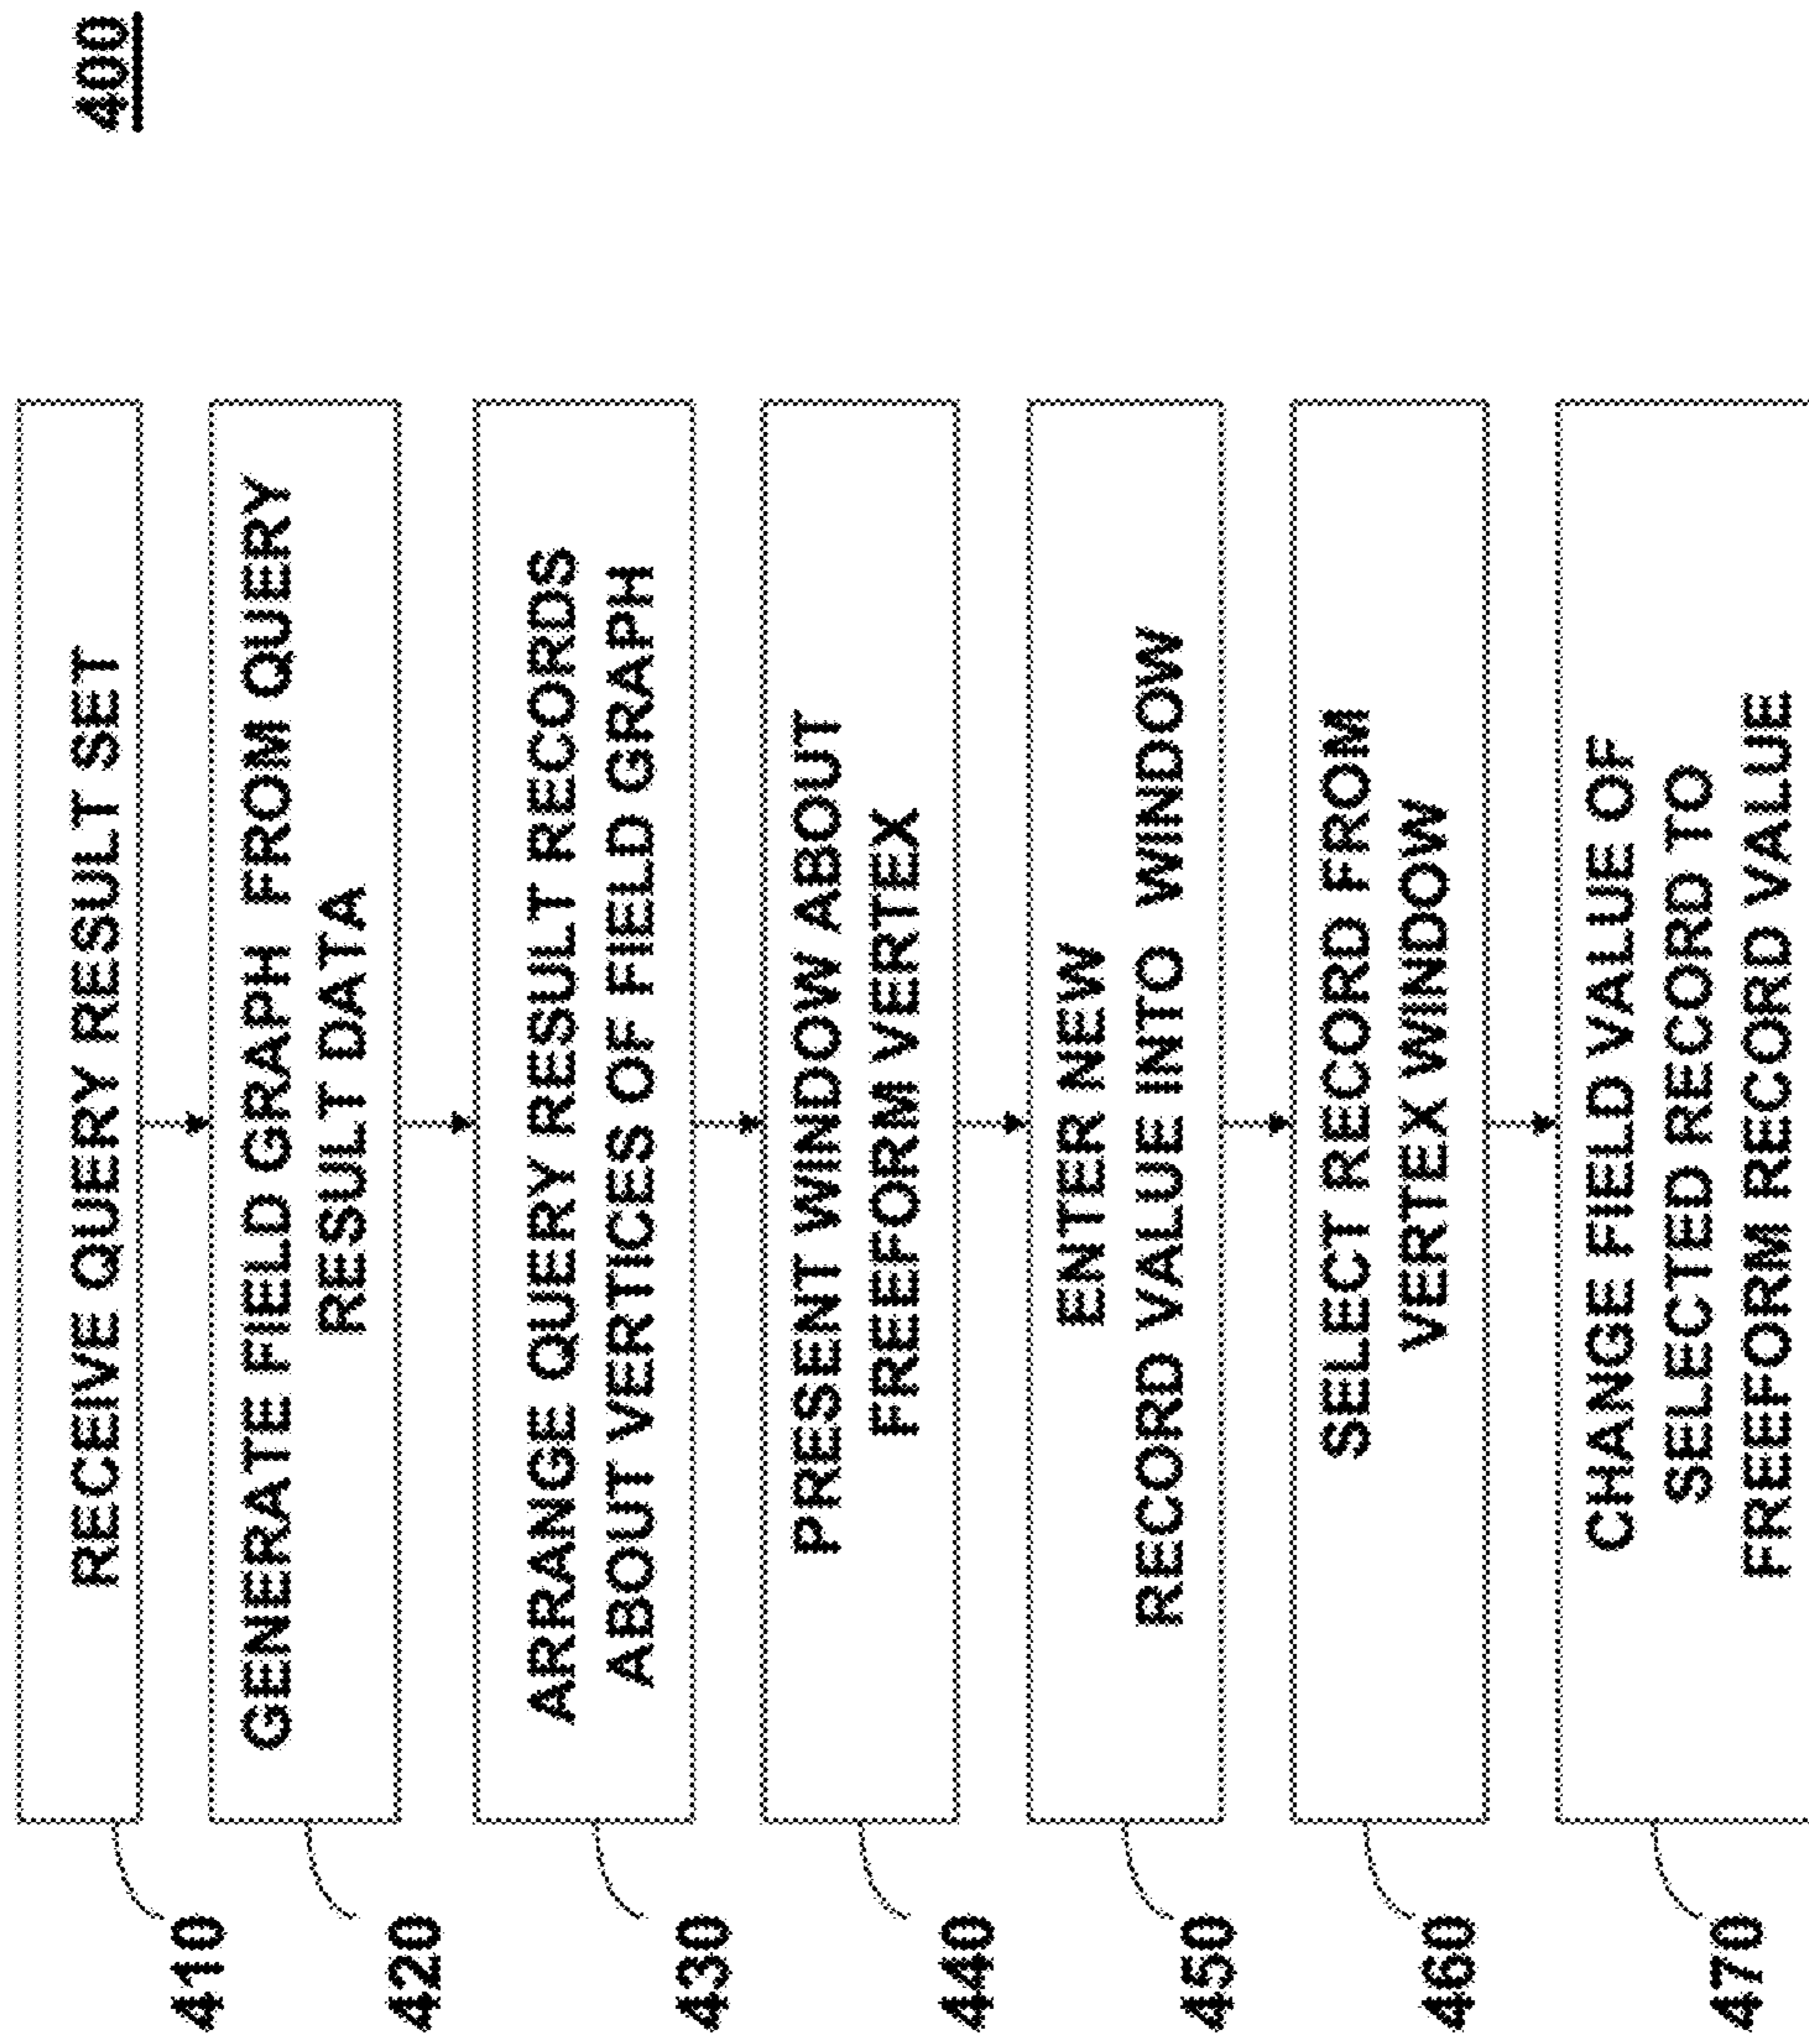 400
410
RECEIVE QUERY RESULT SET
420
GENERATE FIELD GRAPH FROM QUERY
RESULT DATA
430
ARRANGE QUERY RESULT RECORDS
ABOUT VERTICES OF FIELD GRAPH
440
PRESENT WINDOW ABOUT
FREEFORM VERTEX
450
ENTER NEW
RECORD VALUE INTO WINDOW
460
SELECT RECORD FROM
VERTEX WINDOW
470
CHANGE FIELD VALUE OF
SELECTED RECORD TO
FREEFORM RECORD VALUE